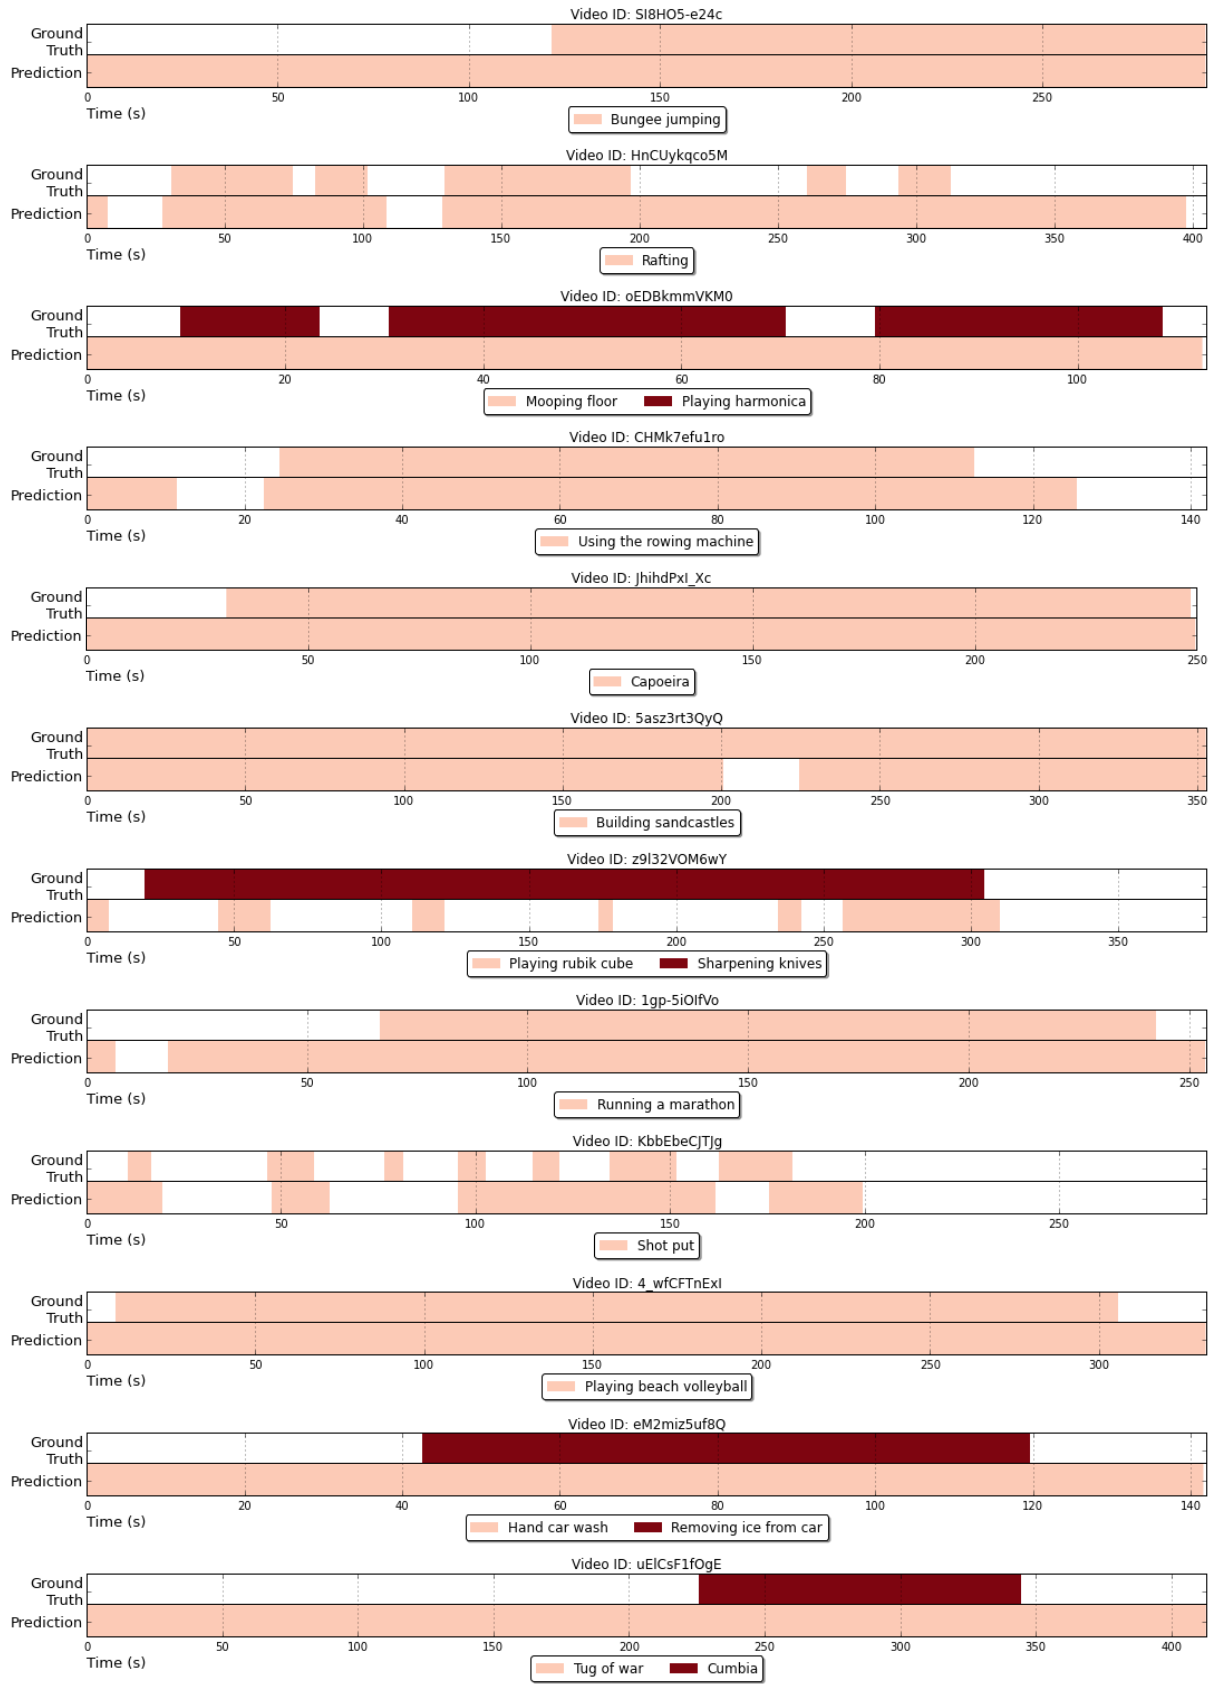 Video ID: SI8HO5-e24c
Ground
Truth
Prediction
0 50 100 150 200 250
Time (s)
Bungee jumping
Video ID: HnCUykqco5M
Ground
Truth
Prediction
0 50 100 150 200 250 300 350 400
Time (s)
Rafting
Video ID: oEDBkmmVKM0
Ground
Truth
Prediction
0 20 40 60 80 100
Time (s)
Mooping floor Playing harmonica
Video ID: CHMk7efu1ro
Ground
Truth
Prediction
0 20 40 60 80 100 120 140
Time (s)
Using the rowing machine
Video ID: JhihdPxI_Xc
Ground
Truth
Prediction
0 50 100 150 200 250
Time (s)
Capoeira
Video ID: 5asz3rt3QyQ
Ground
Truth
Prediction
0 50 100 150 200 250 300 350
Time (s)
Building sandcastles
Video ID: z9l32VOM6wY
Ground
Truth
Prediction
0 50 100 150 200 250 300 350
Time (s)
Playing rubik cube Sharpening knives
Video ID: 1gp-5iOIfVo
Ground
Truth
Prediction
0 50 100 150 200 250
Time (s)
Running a marathon
Video ID: KbbEbeCJTJg
Ground
Truth
Prediction
0 50 100 150 200 250
Time (s)
Shot put
Video ID: 4_wfCFTnExI
Ground
Truth
Prediction
0 50 100 150 200 250 300
Time (s)
Playing beach volleyball
Video ID: eM2miz5uf8Q
Ground
Truth
Prediction
0 20 40 60 80 100 120 140
Time (s)
Hand car wash Removing ice from car
Video ID: uElCsF1fOgE
Ground
Truth
Prediction
0 50 100 150 200 250 300 350 400
Time (s)
Tug of war Cumbia